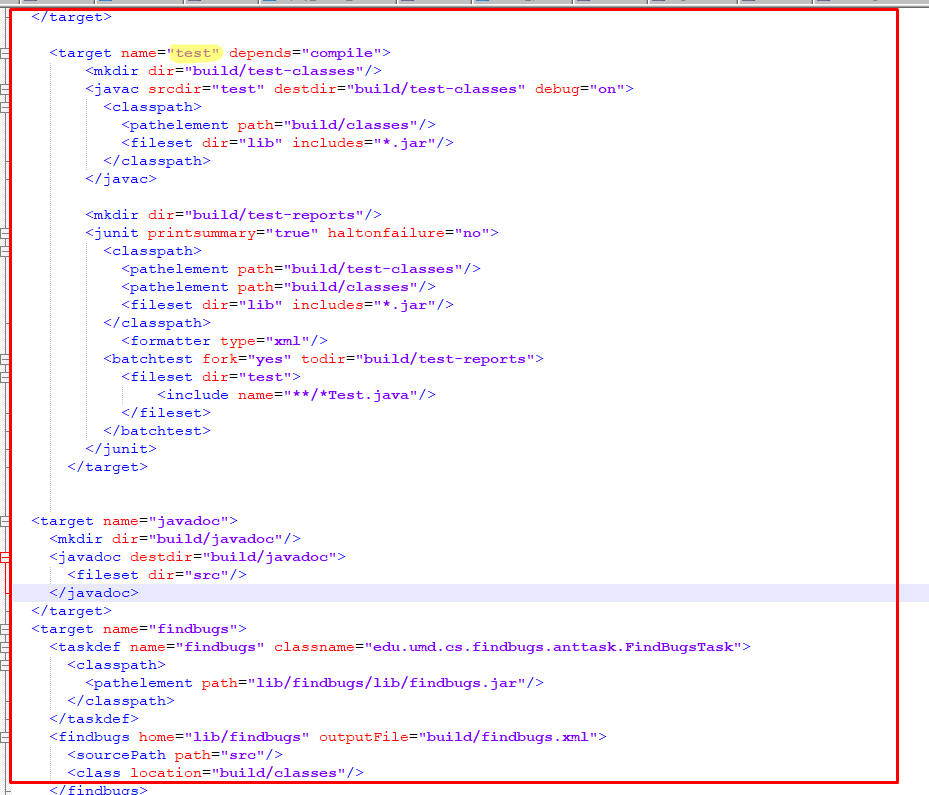 </target>
<target name="test" depends="compile">
<mkdir dir="build/test-classes"/>
<javac srcdir="test" destdir="build/test-classes" debug="on">
<classpath>
<pathelement path="build/classes"/>
<fileset dir="lib" includes="*.jar"/>
</classpath>
</javac>
<mkdir dir="build/test-reports"/>
<junit printsummary="true" haltonfailure="no">
<classpath>
<pathelement path="build/test-classes"/>
<pathelement path="build/classes"/>
<fileset dir="lib" includes="*.jar"/>
</classpath>
<formatter type="xml"/>
<batchtest fork="yes" todir="build/test-reports">
<fileset dir="test">
<include name="**/*Test.java"/>
</fileset>
</batchtest>
</junit>
</target>
<target name="javadoc">
<mkdir dir="build/javadoc"/>
<javadoc destdir="build/javadoc">
<fileset dir="src"/>
</javadoc>
</target>
<target name="findbugs">
<taskdef name="findbugs" classname="edu.umd.cs.findbugs.anttask.FindBugsTask">
<classpath>
<pathelement path="lib/findbugs/lib/findbugs.jar"/>
</classpath>
</taskdef>
<findbugs home="lib/findbugs" outputFile="build/findbugs.xml">
<sourcePath path="src"/>
<class location="build/classes"/>
</findbugs>